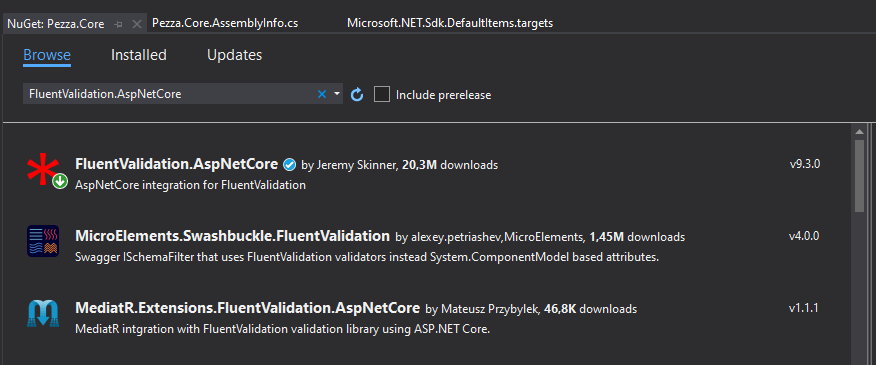 NuGet: Pezza.Core Pezza.Core.AssemblyInfo.cs Microsoft.NET.Sdk.DefaultItems.targets
Browse Installed Updates
FluentValidation.AspNetCore Include prerelease
FluentValidation.AspNetCore by Jeremy Skinner, 20,3M downloads v9.3.0
AspNetCore integration for FluentValidation
MicroElements.Swashbuckle.FluentValidation by alexey.petriashev,MicroElements, 1,45M downloads v4.0.0
Swagger ISchemaFilter that uses FluentValidation validators instead System.ComponentModel based attributes.
MediatR.Extensions.FluentValidation.AspNetCore by Mateusz Przybylek, 46,8K downloads v1.1.1
MediatR intgration with FluentValidation validation library using ASP.NET Core.